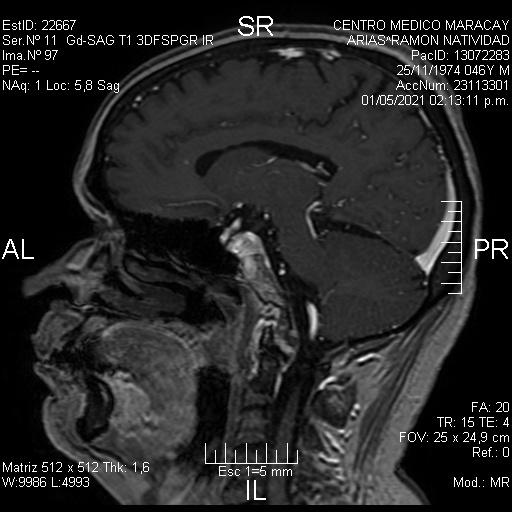 EstID: 22667
Ser.Nº 11 Gd-SAG T1 3DFSPGR IR
Ima.Nº 97
PE= --
NAq: 1 Loc: 5,8 Sag
SR
CENTRO MEDICO MARACAY
ARIAS^RAMON NATIVIDAD
PacID: 13072283
25/11/1974 046Y M
AccNum: 23113301
01/05/2021 02:13:11 p.m.
AL
PR
FA: 20
TR: 15 TE: 4
FOV: 25 x 24,9 cm
Ref.: 0
Mod.: MR
Matriz 512 x 512 Thk: 1,6
W:9986 L:4993
Esc 1=5 mm
IL